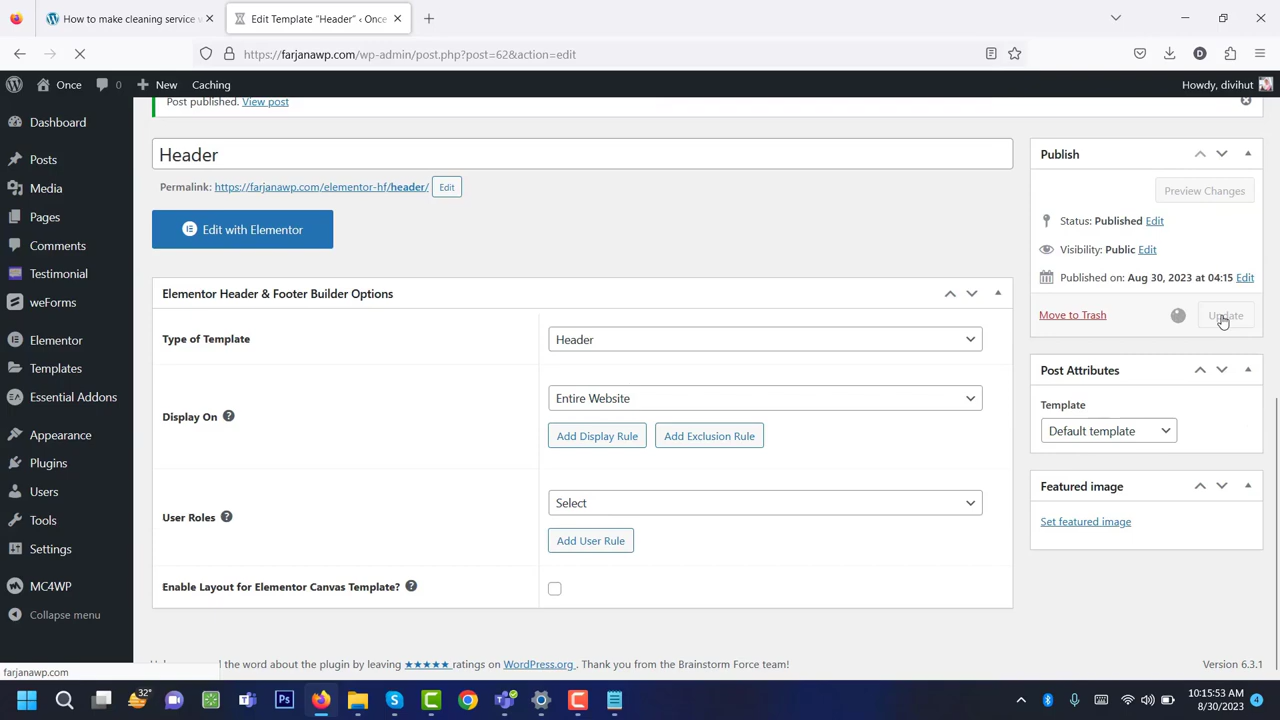 How to make cleaning service w
Edit Template “Header” ‹ Once
https://farjanawp.com/wp-admin/post.php?post=62&action=edit
Once
0
New
Caching
Howdy, divihut
Post published. View post
Dashboard
Posts
Media
Pages
Comments
Testimonial
weForms
Elementor
Templates
Essential Addons
Appearance
Plugins
Users
Tools
Settings
MC4WP
Collapse menu
Header
Permalink: https://farjanawp.com/elementor-hf/header/ Edit
Edit with Elementor
Elementor Header & Footer Builder Options
Type of Template
Header
Display On
Entire Website
Add Display Rule
Add Exclusion Rule
User Roles
Select
Add User Rule
Enable Layout for Elementor Canvas Template?
Publish
Preview Changes
Status: Published Edit
Visibility: Public Edit
Published on: Aug 30, 2023 at 04:15 Edit
Move to Trash
Update
Post Attributes
Template
Default template
Featured image
Set featured image
the word about the plugin by leaving ★★★★★ ratings on WordPress.org . Thank you from the Brainstorm Force team!
Version 6.3.1
farjanawp.com
32°
Ps
10:15:53 AM
8/30/2023
4